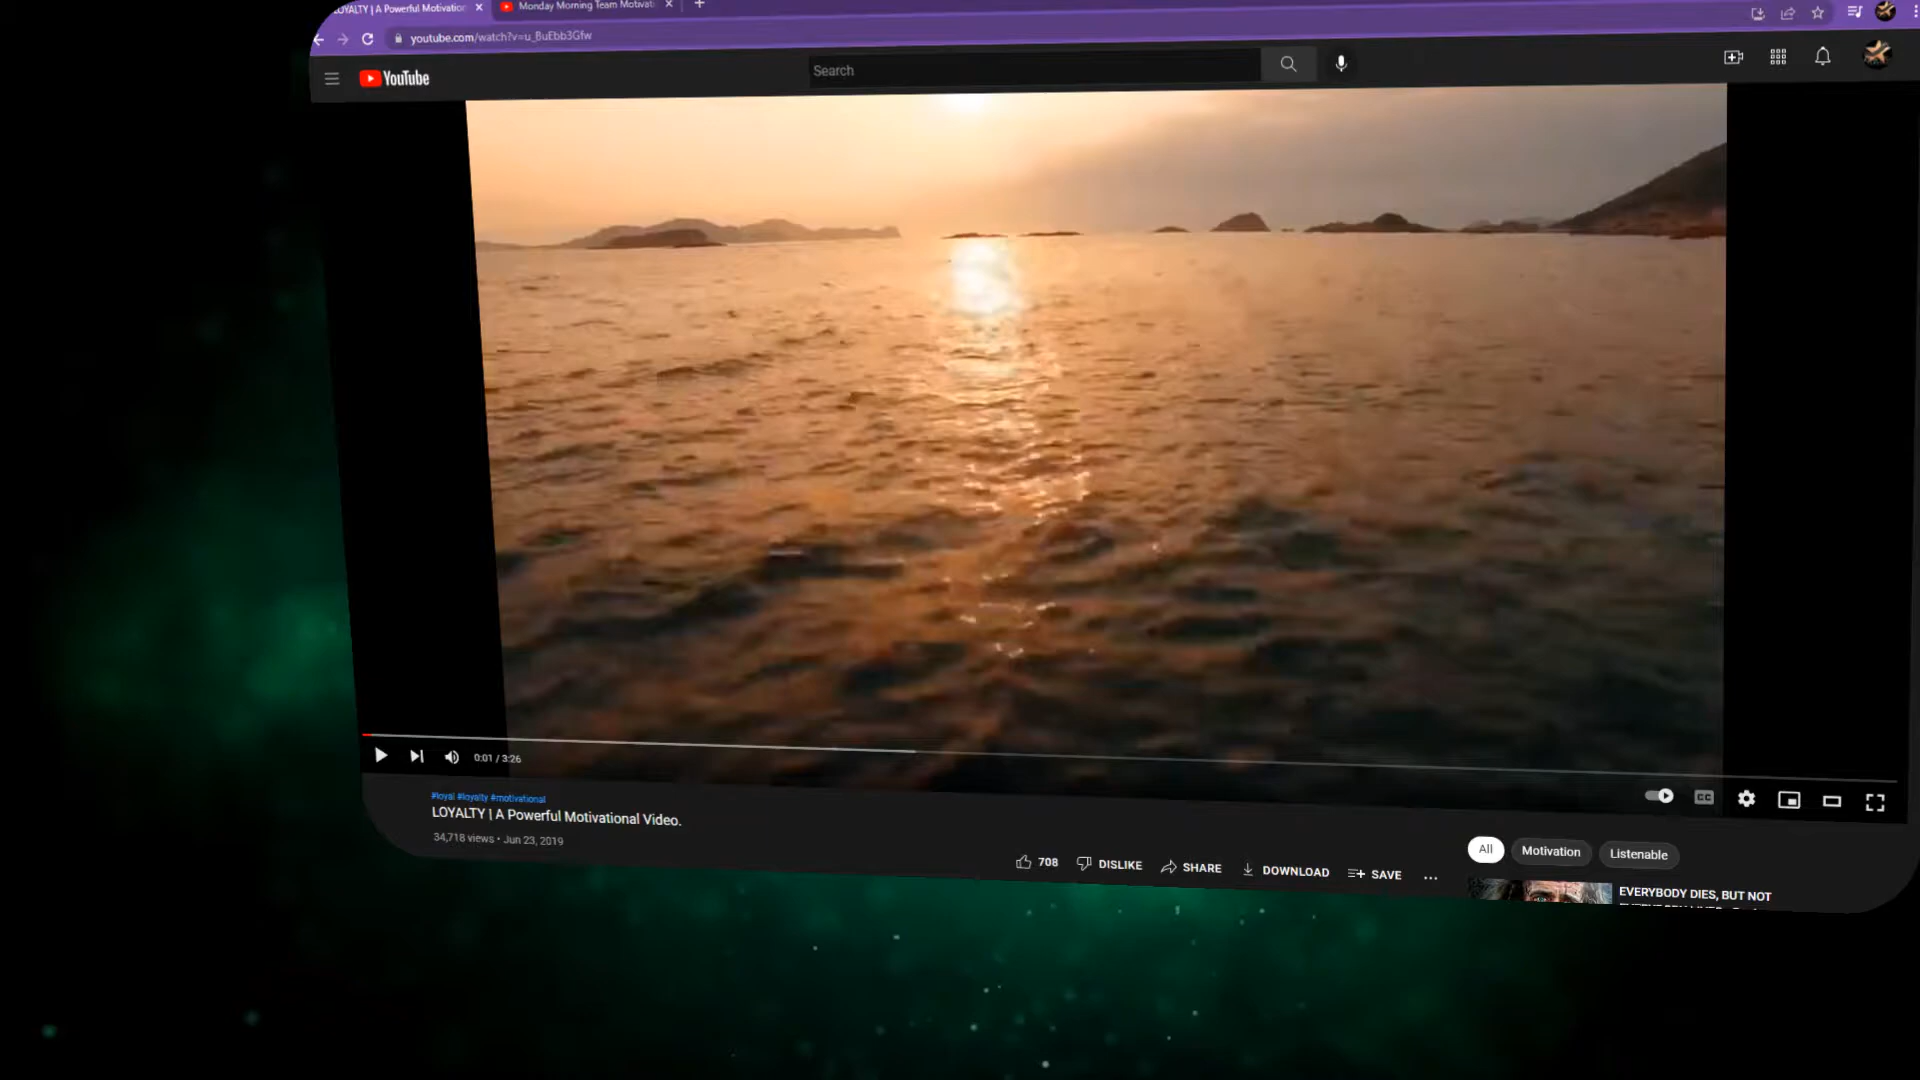 LOYALTY | A Powerful Motivation
Monday Morning Team Motivati
youtube.com/watch?v=u_BuEbb3Gfw
YouTube
Search
0:01 / 3:26
CC
#loyal #loyalty #motivational
LOYALTY | A Powerful Motivational Video.
34,718 views • Jun 23, 2019
708
DISLIKE
SHARE
DOWNLOAD
SAVE
All
Motivation
Listenable
EVERYBODY DIES, BUT NOT